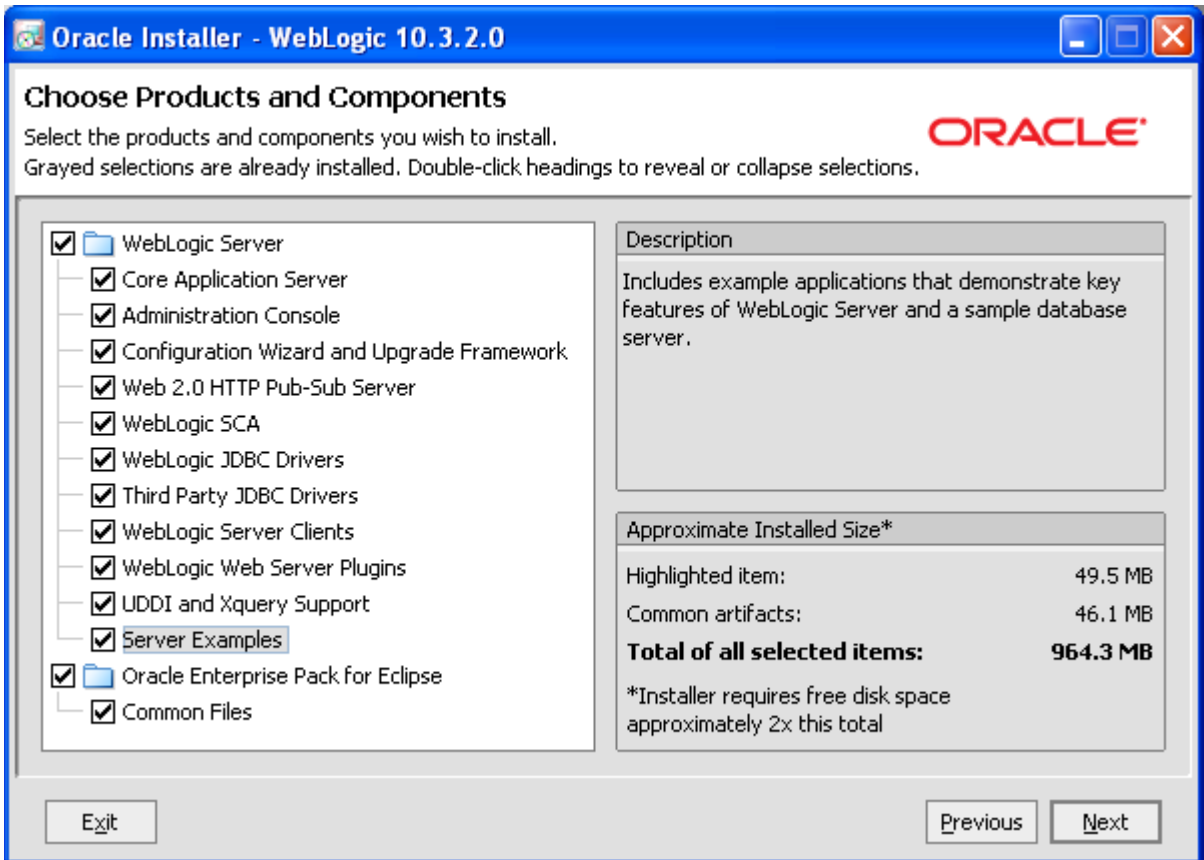 Oracle Installer - WebLogic 10.3.2.0
Choose Products and Components
Select the products and components you wish to install.
Grayed selections are already installed. Double-click headings to reveal or collapse selections.
ORACLE
WebLogic Server
Core Application Server
Administration Console
Configuration Wizard and Upgrade Framework
Web 2.0 HTTP Pub-Sub Server
WebLogic SCA
WebLogic JDBC Drivers
Third Party JDBC Drivers
WebLogic Server Clients
WebLogic Web Server Plugins
UDDI and Xquery Support
Server Examples
Oracle Enterprise Pack for Eclipse
Common Files
Description
Includes example applications that demonstrate key
features of WebLogic Server and a sample database
server.
Approximate Installed Size*
Highlighted item: 49.5 MB
Common artifacts: 46.1 MB
Total of all selected items: 964.3 MB
*Installer requires free disk space
approximately 2x this total
Exit
Previous
Next